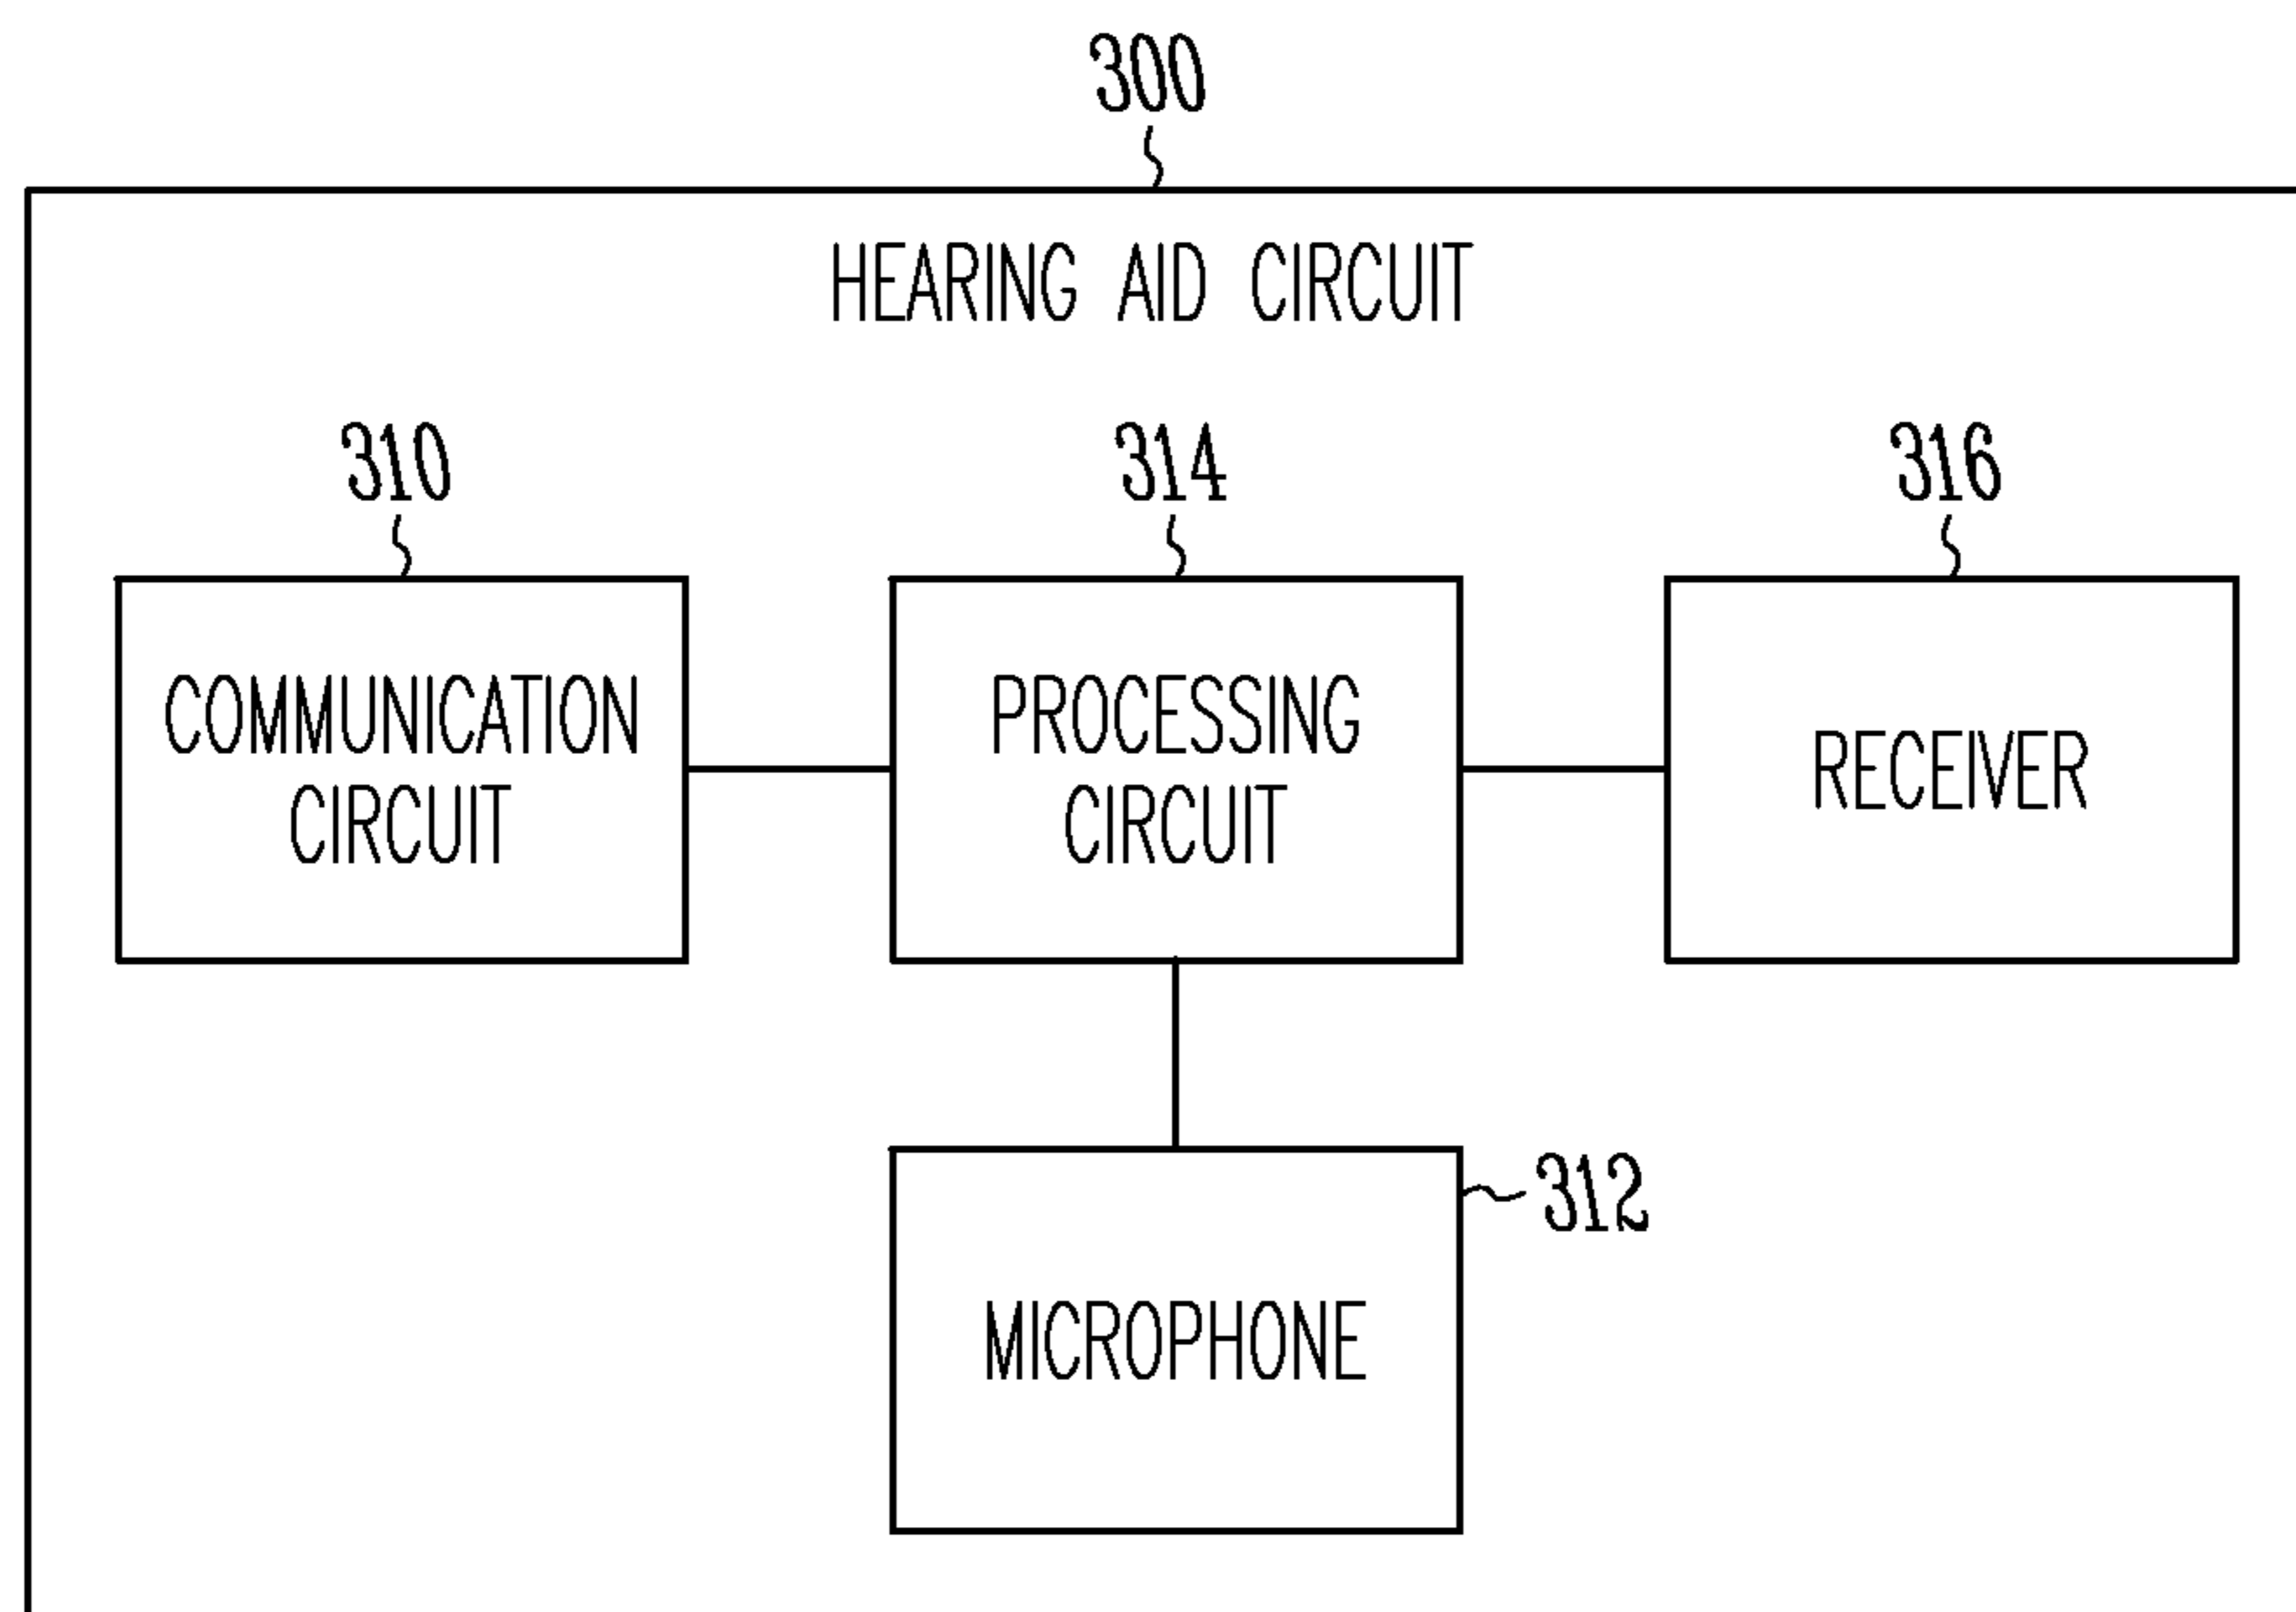 300
HEARING AID CIRCUIT
310
314
316
COMMUNICATION
CIRCUIT
PROCESSING
CIRCUIT
RECEIVER
312
MICROPHONE